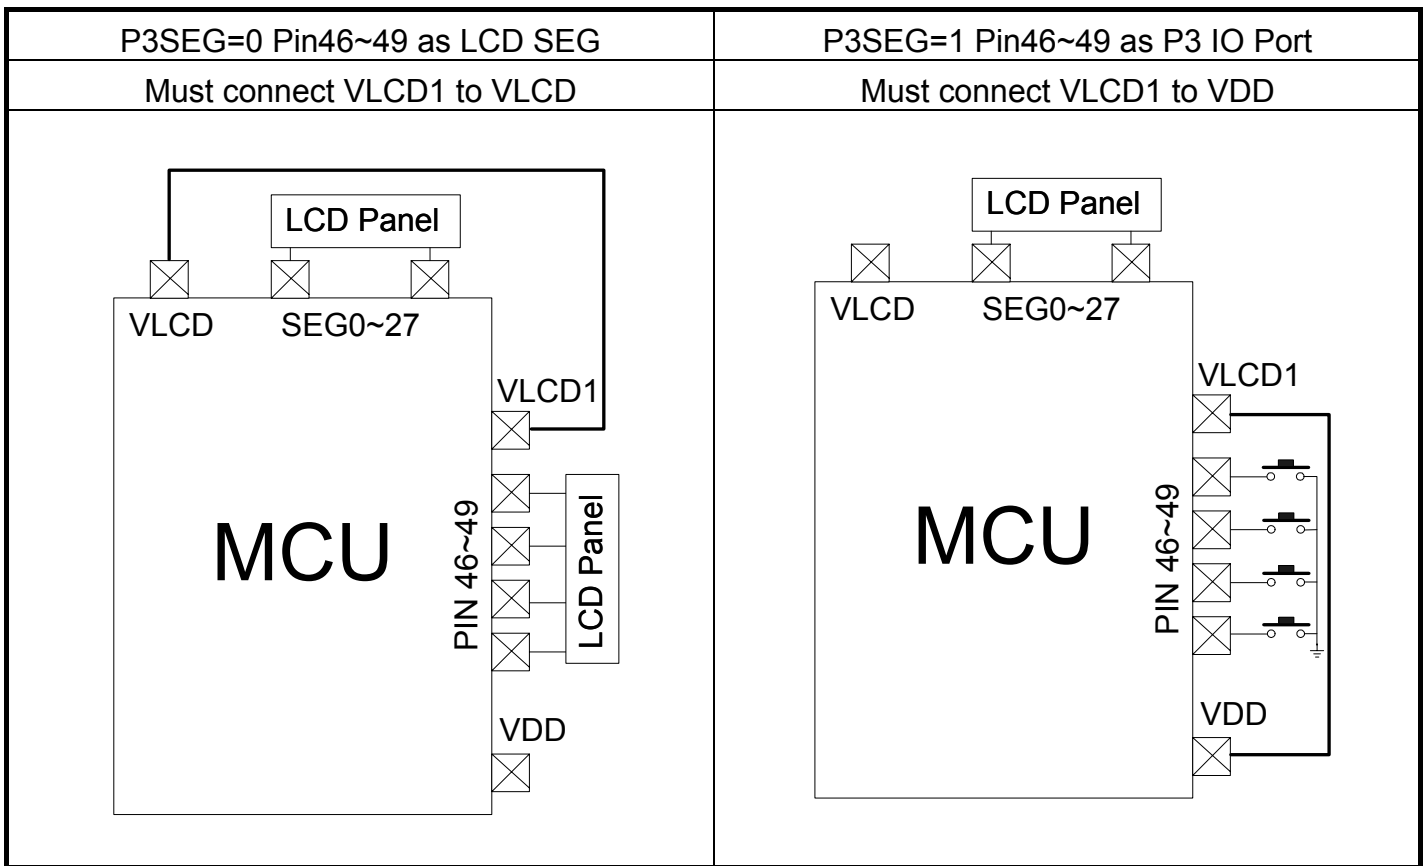 P3SEG=0 Pin46~49 as LCD SEG
P3SEG=1 Pin46~49 as P3 IO Port
Must connect VLCD1 to VLCD
Must connect VLCD1 to VDD
LCD Panel
VLCD
SEG0~27
VLCD1
MCU
PIN 46~49
LCD Panel
VDD
LCD Panel
VLCD
SEG0~27
VLCD1
MCU
PIN 46~49
VDD